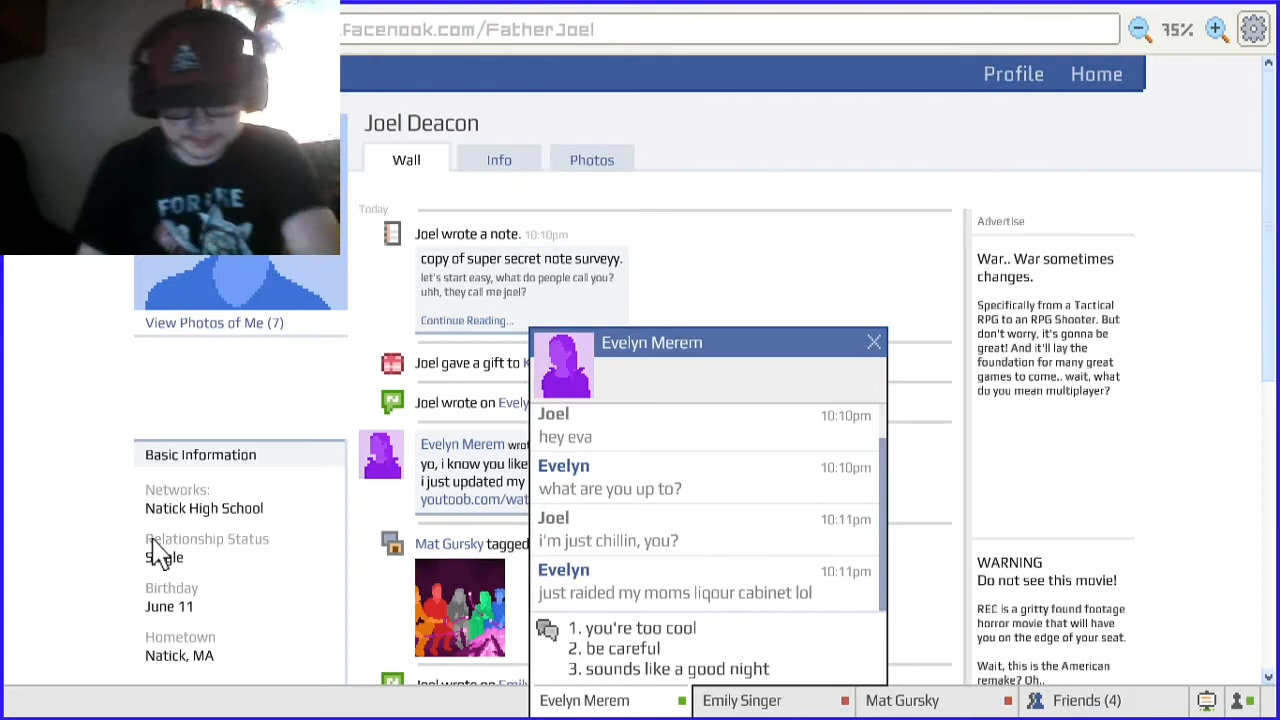 .facenook.com/FatherJoel
75%
Profile
Home
Joel Deacon
Wall
Info
Photos
Today
Joel wrote a note. 10:10pm
copy of super secret note surveyy.
let's start easy, what do people call you?
uhh, they call me joel?
Continue Reading...
Joel gave a gift to
Joel wrote on Evely
Evelyn Merem wro
yo, i know you like
i just updated my
youtoob.com/wat
Mat Gursky tagged
Joel wrote on Emil
View Photos of Me (7)
Basic Information
Networks:
Natick High School
Relationship Status
Birthday
June 11
Hometown
Natick, MA
Evelyn Merem
Joel 10:10pm
hey eva
Evelyn 10:10pm
what are you up to?
Joel 10:11pm
i'm just chillin, you?
Evelyn 10:11pm
just raided my moms liqour cabinet lol
1. you're too cool
2. be careful
3. sounds like a good night
Advertise
War.. War sometimes
changes.
Specifically from a Tactical
RPG to an RPG Shooter. But
don't worry, it's gonna be
great! And it'll lay the
foundation for many great
games to come.. wait, what
do you mean multiplayer?
WARNING
Do not see this movie!
REC is a gritty found footage
horror movie that will have
you on the edge of your seat.
Wait, this is the American
remake? Oh..
Evelyn Merem
Emily Singer
Mat Gursky
Friends (4)
FOR